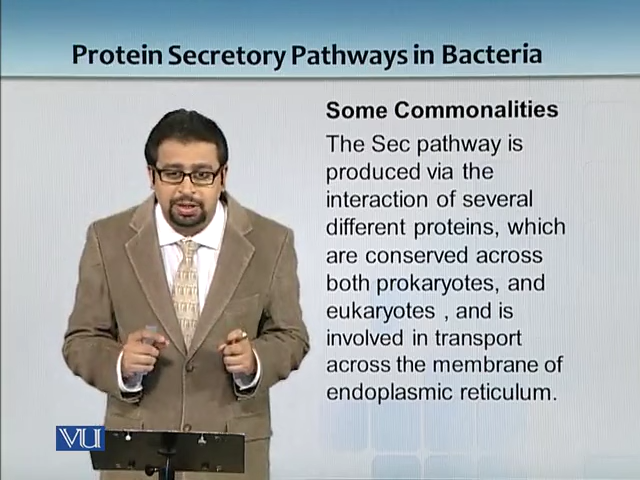 Protein Secretory Pathways in Bacteria
Some Commonalities
The Sec pathway is
produced via the
interaction of several
different proteins, which
are conserved across
both prokaryotes, and
eukaryotes , and is
involved in transport
across the membrane of
endoplasmic reticulum.
VU